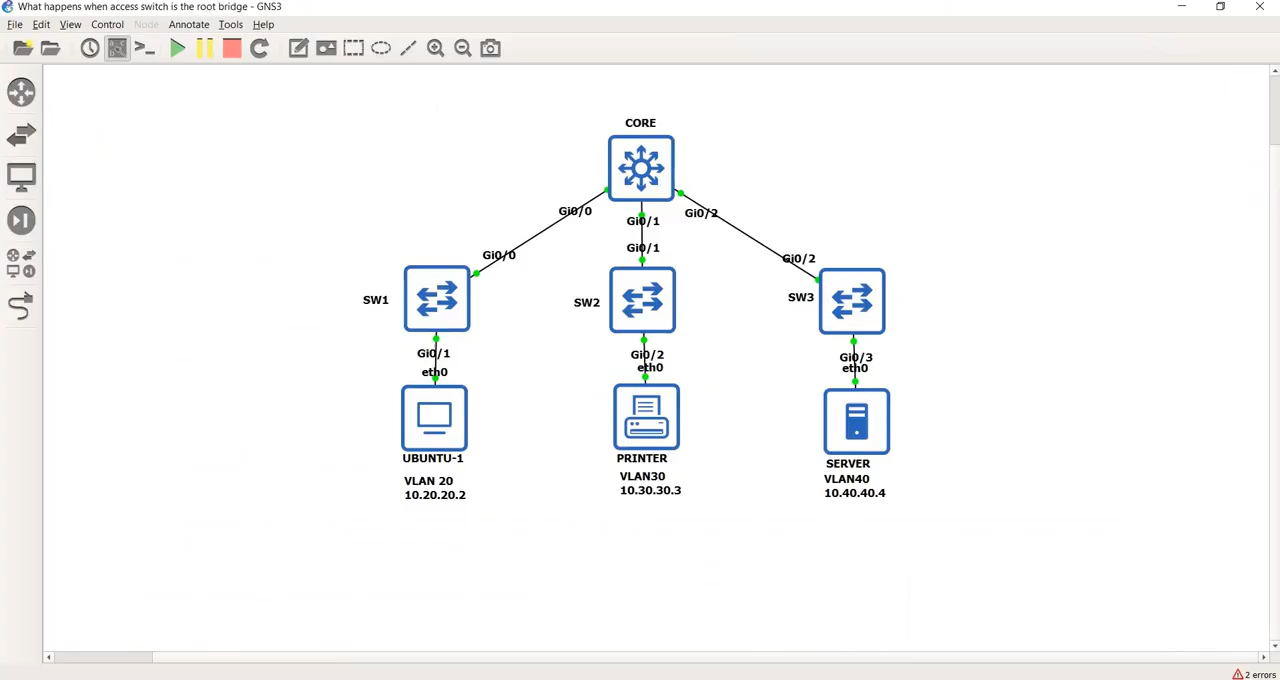 What happens when access switch is the root bridge - GNS3
File Edit View Control Node Annotate Tools Help
CORE
Gi0/0
Gi0/1
Gi0/2
Gi0/0
Gi0/1
Gi0/2
SW1
SW2
SW3
Gi0/1
eth0
Gi0/2
eth0
Gi0/3
eth0
UBUNTU-1
VLAN 20
10.20.20.2
PRINTER
VLAN30
10.30.30.3
SERVER
VLAN40
10.40.40.4
2 errors